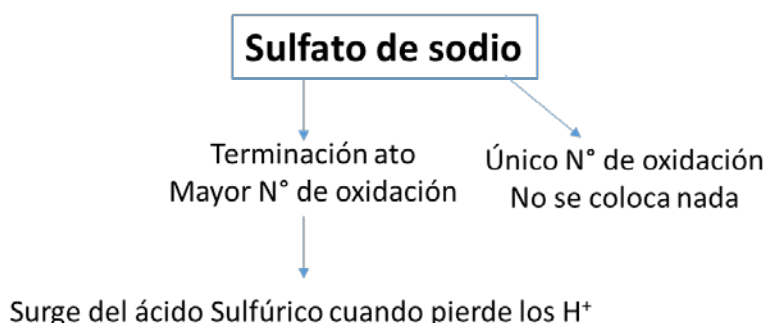 Sulfato de sodio
Terminación ato
Mayor N° de oxidación
Único N° de oxidación
No se coloca nada
Surge del ácido Sulfúrico cuando pierde los H⁺